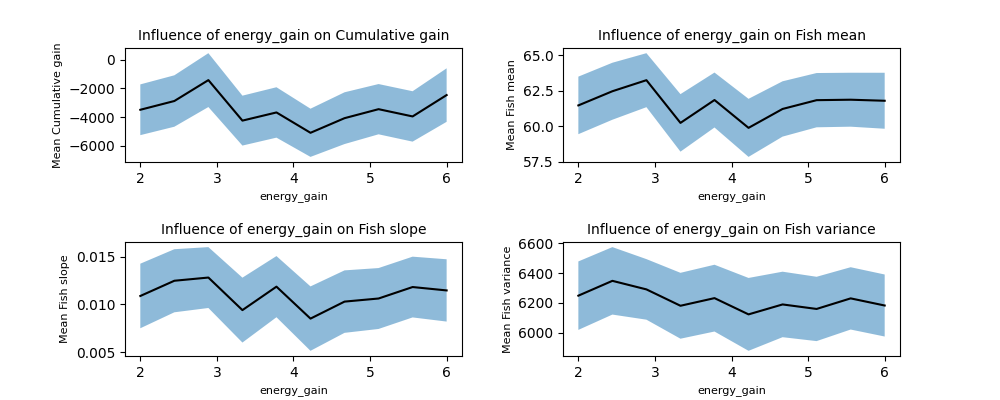 Influence of energy_gain on Cumulative gain
Mean Cumulative gain
0
−2000
−4000
−6000
2 3 4 5 6
energy_gain
Influence of energy_gain on Fish mean
Mean Fish mean
65.0
62.5
60.0
57.5
2 3 4 5 6
energy_gain
Influence of energy_gain on Fish slope
Mean Fish slope
0.015
0.010
0.005
2 3 4 5 6
energy_gain
Influence of energy_gain on Fish variance
Mean Fish variance
6600
6400
6200
6000
2 3 4 5 6
energy_gain